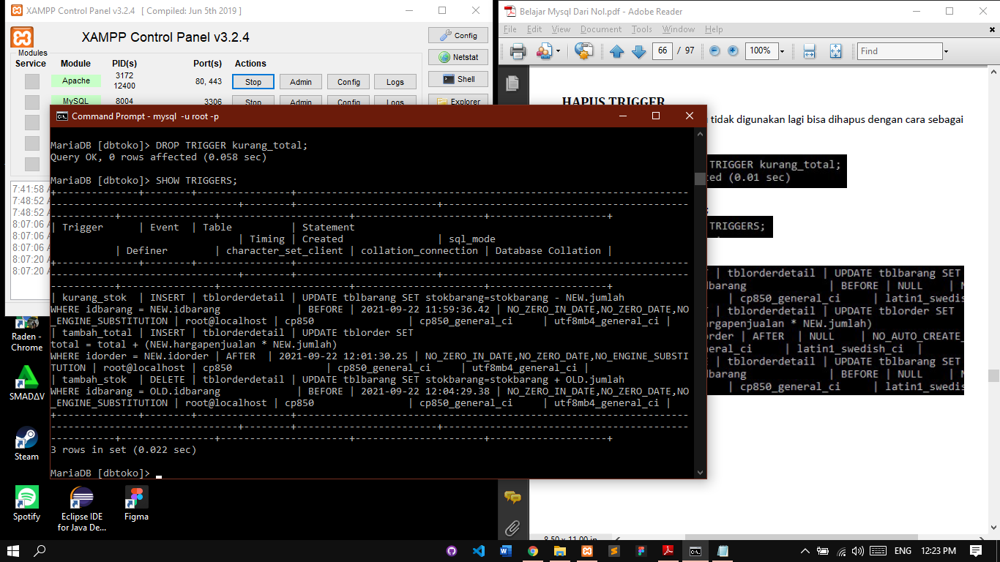 XAMPP Control Panel v3.2.4 [ Compiled: Jun 5th 2019 ]
XAMPP Control Panel v3.2.4
Config
Netstat
Shell
Explorer
Modules
Service Module PID(s) Port(s) Actions
Apache 3172 80, 443 Stop Admin Config Logs
12400
MySQL 8004 3306 Stop Admin Config Logs
7:41:58
7:48:52
7:48:52
8:07:06
8:07:06
8:07:06
8:07:20
8:07:20
Belajar Mysql Dari Nol.pdf - Adobe Reader
File Edit View Document Tools Window Help
66 / 97 100% Find
HAPUS TRIGGER
tidak digunakan lagi bisa dihapus dengan cara sebagai
TRIGGER kurang_total;
ted (0.01 sec)
;
TRIGGERS;
| tblorderdetail | UPDATE tblbarang SET
dbarang | BEFORE | NULL | N
| cp850_general_ci | latin1_swedish
| tblorderdetail | UPDATE tblorder SET
hargapenjualan * NEW.jumlah)
order | AFTER | NULL | NO_AUTO_CREATE_
eral_ci | latin1_swedish_ci |
| tblorderdetail | UPDATE tblbarang SET
dbarang | BEFORE | NULL | N
| cp850_general_ci | latin1_swedis
8.50 x 11.00 in
Command Prompt - mysql -u root -p
MariaDB [dbtoko]> DROP TRIGGER kurang_total;
Query OK, 0 rows affected (0.058 sec)
MariaDB [dbtoko]> SHOW TRIGGERS;
| Trigger | Event | Table | Statement
| Timing | Created | sql_mode
| Definer | character_set_client | collation_connection | Database Collation |
| kurang_stok | INSERT | tblorderdetail | UPDATE tblbarang SET stokbarang=stokbarang - NEW.jumlah
WHERE idbarang = NEW.idbarang | BEFORE | 2021-09-22 11:59:36.42 | NO_ZERO_IN_DATE,NO_ZERO_DATE,NO
_ENGINE_SUBSTITUTION | root@localhost | cp850 | cp850_general_ci | utf8mb4_general_ci |
| tambah_total | INSERT | tblorderdetail | UPDATE tblorder SET
total = total + (NEW.hargapenjualan * NEW.jumlah)
WHERE idorder = NEW.idorder | AFTER | 2021-09-22 12:01:30.25 | NO_ZERO_IN_DATE,NO_ZERO_DATE,NO_ENGINE_SUBSTI
TUTION | root@localhost | cp850 | cp850_general_ci | utf8mb4_general_ci |
| tambah_stok | DELETE | tblorderdetail | UPDATE tblbarang SET stokbarang=stokbarang + OLD.jumlah
WHERE idbarang = OLD.idbarang | BEFORE | 2021-09-22 12:04:29.38 | NO_ZERO_IN_DATE,NO_ZERO_DATE,NO
_ENGINE_SUBSTITUTION | root@localhost | cp850 | cp850_general_ci | utf8mb4_general_ci |
3 rows in set (0.022 sec)
MariaDB [dbtoko]>
Raden -
Chrome
SMADΔV
Steam
Spotify
Eclipse IDE
for Java De...
Figma
ENG 12:23 PM